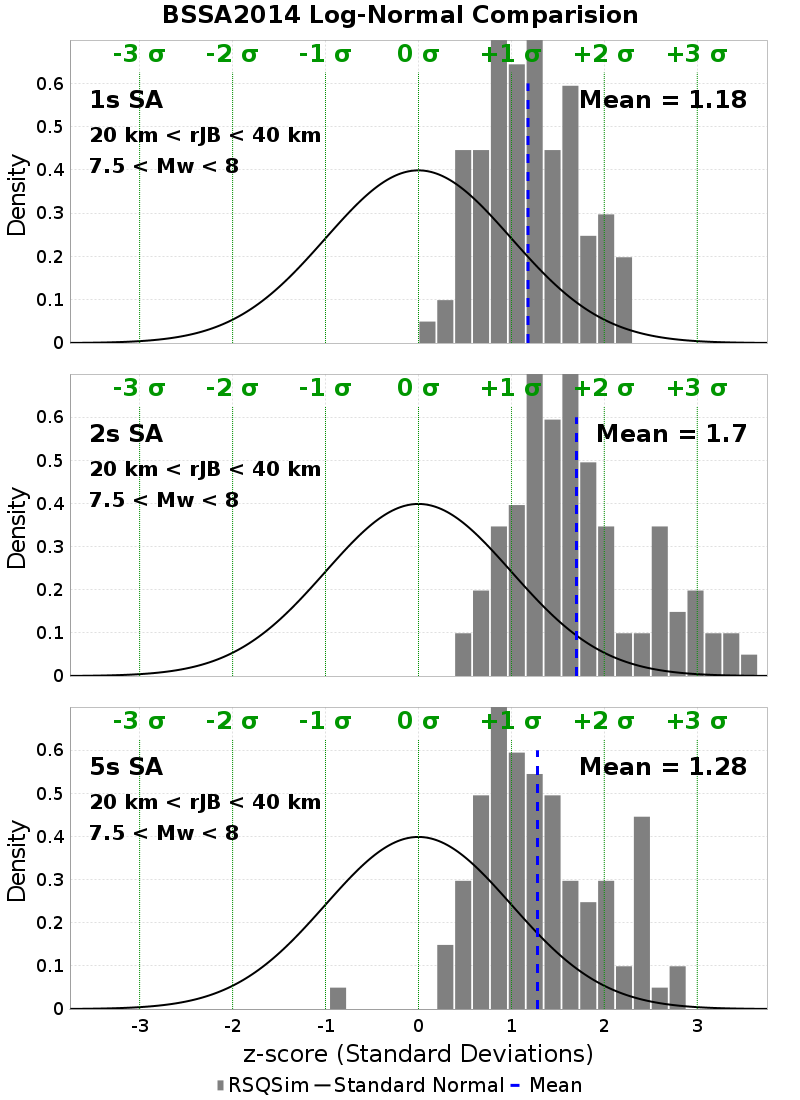 BSSA2014 Log-Normal Comparision
-3 σ -2 σ -1 σ 0 σ +1 σ +2 σ +3 σ
1s SA Mean = 1.18
20 km < rJB < 40 km
7.5 < Mw < 8
0.6
0.5
0.4
0.3
0.2
0.1
0
Density
-3 σ -2 σ -1 σ 0 σ +1 σ +2 σ +3 σ
2s SA Mean = 1.7
20 km < rJB < 40 km
7.5 < Mw < 8
0.6
0.5
0.4
0.3
0.2
0.1
0
Density
-3 σ -2 σ -1 σ 0 σ +1 σ +2 σ +3 σ
5s SA Mean = 1.28
20 km < rJB < 40 km
7.5 < Mw < 8
0.6
0.5
0.4
0.3
0.2
0.1
0
Density
-3 -2 -1 0 1 2 3
z-score (Standard Deviations)
RSQSim Standard Normal Mean